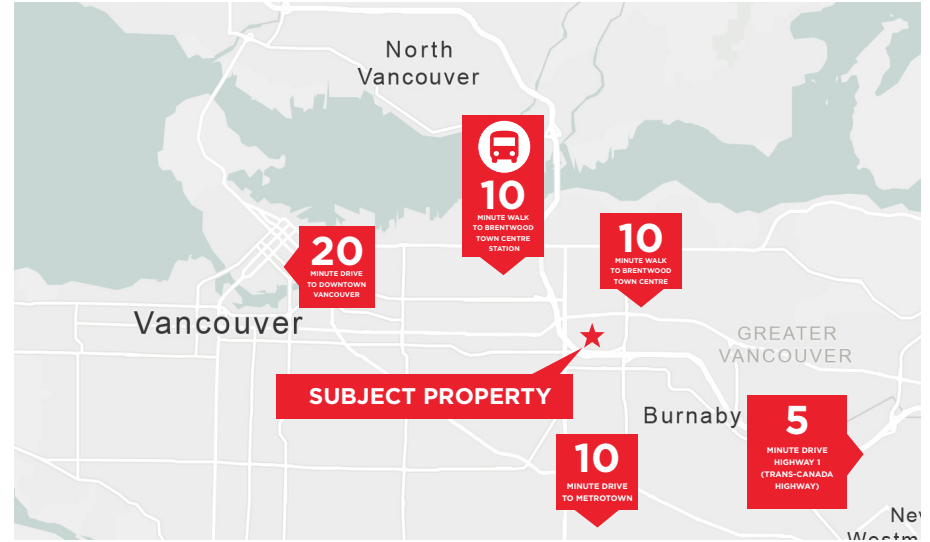 North
Vancouver
10
MINUTE WALK
TO BRENTWOOD
TOWN CENTRE
STATION
20
MINUTE DRIVE
TO DOWNTOWN
VANCOUVER
10
MINUTE WALK
TO BRENTWOOD
TOWN CENTRE
Vancouver
GREATER
VANCOUVER
SUBJECT PROPERTY
Burnaby
5
MINUTE DRIVE
HIGHWAY 1
(TRANS-CANADA
HIGHWAY)
10
MINUTE DRIVE
TO METROTOWN